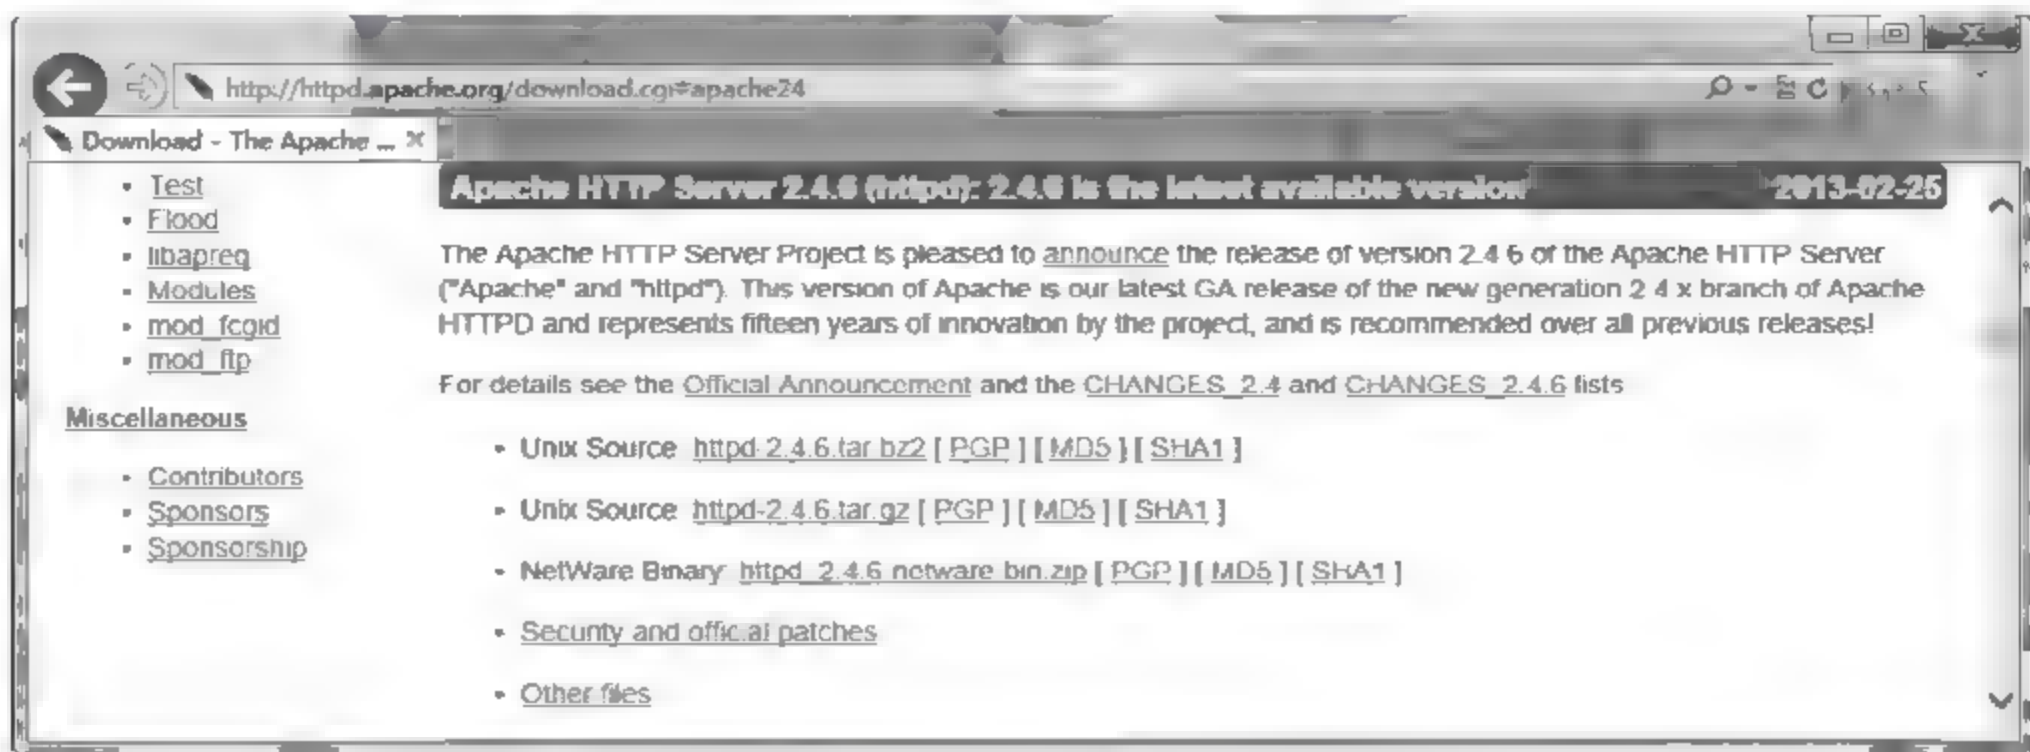 http://httpd.apache.org/download.cgi#apache24
Download - The Apache ...
Test
Flood
libapreq
Modules
mod_fcgid
mod_ftp
Miscellaneous
Contributors
Sponsors
Sponsorship
Apache HTTP Server 2.4.6 (httpd): 2.4.6 is the latest available version 2013-02-25
The Apache HTTP Server Project is pleased to announce the release of version 2.4.6 of the Apache HTTP Server
("Apache" and "httpd"). This version of Apache is our latest GA release of the new generation 2.4.x branch of Apache
HTTPD and represents fifteen years of innovation by the project, and is recommended over all previous releases!
For details see the Official Announcement and the CHANGES_2.4 and CHANGES_2.4.6 lists
• Unix Source httpd-2.4.6.tar.bz2 [ PGP ] [ MD5 ] [ SHA1 ]
• Unix Source httpd-2.4.6.tar.gz [ PGP ] [ MD5 ] [ SHA1 ]
• NetWare Binary httpd_2.4.6-netware-bin.zip [ PGP ] [ MD5 ] [ SHA1 ]
• Security and official patches
• Other files